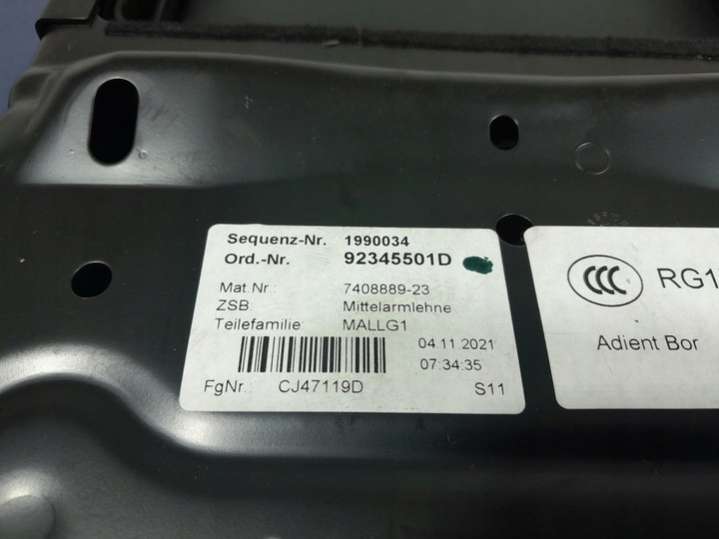 Sequenz-Nr. 1990034
Ord.-Nr. 92345501D
Mat.Nr.: 7408889-23
ZSB: Mittelarmlehne
Teilefamilie: MALLG1
04.11.2021
07:34:35
FgNr.: CJ47119D S11
CCC RG1
Adient Bor